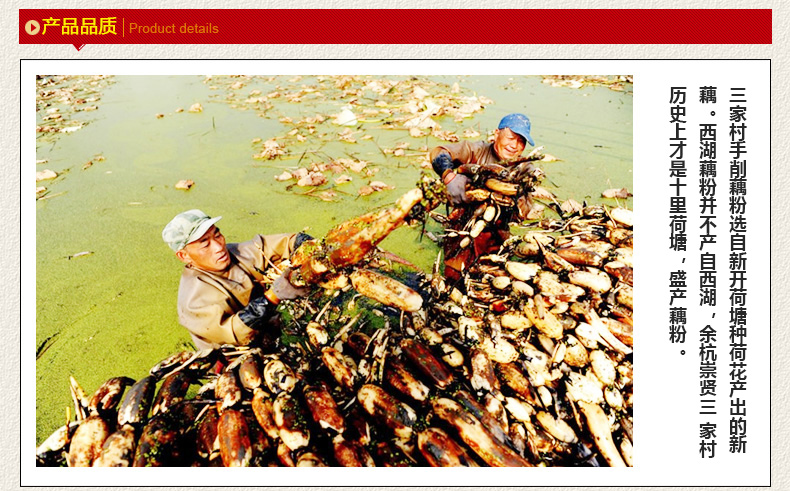 产品品质 Product details
三家村手削藕粉选自新开荷塘种荷花产出的新
藕。西湖藕粉并不产自西湖，余杭崇贤三 家村
历史上才是十里荷塘，盛产藕粉。